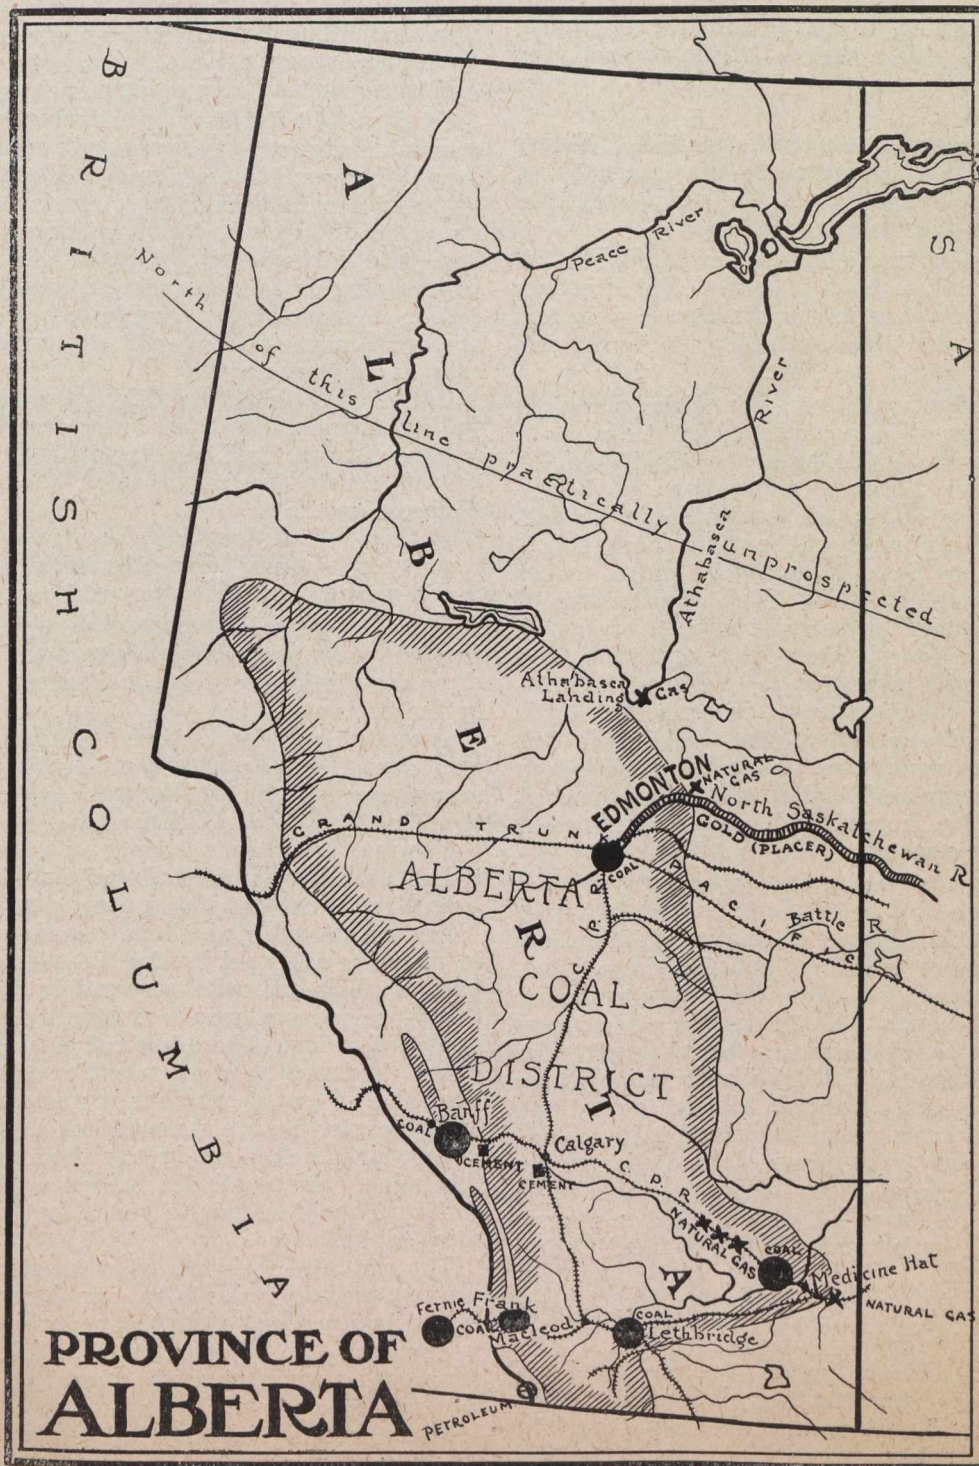 BRITISH COLUMBIA
ALBERTA
SA
Peace River
North of this line practically unprospected
Athabasca River
Athabasca
Landing
Gas
EDMONTON
NATURAL
GAS
North Saskatchewan R
GOLD (PLACER)
GRAND TRUNK PACIFIC
COAL
ALBERTA
COAL
DISTRICT
C P R
Battle R
Banff
COAL
CEMENT
Calgary
CEMENT
C. P. R
NATURAL GAS
COAL
Medicine Hat
NATURAL GAS
Fernie
Frank
COAL
Macleod
COAL
Lethbridge
PETROLEUM
PROVINCE OF
ALBERTA